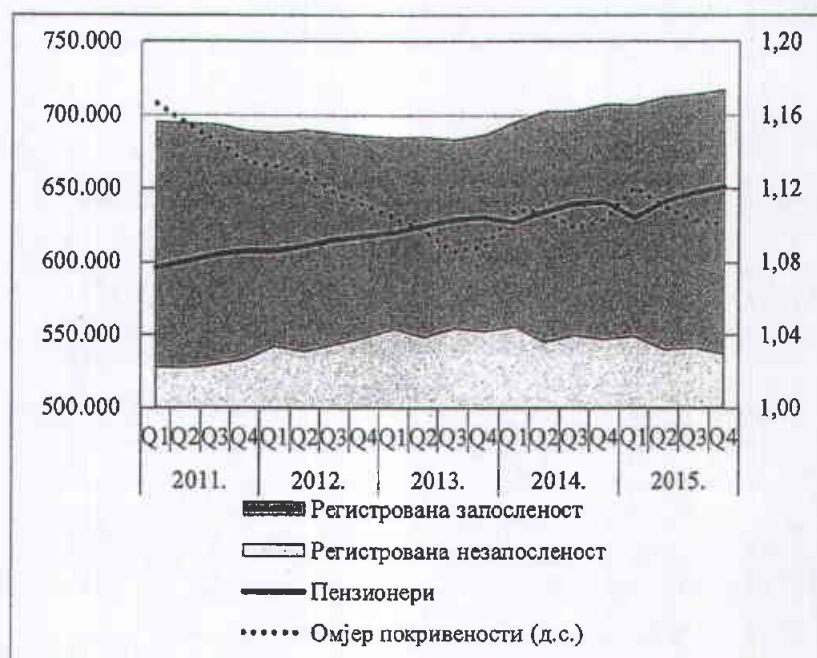 750.000 1,20
700.000 1,16
650.000 1,12
600.000 1,08
550.000 1,04
500.000 1,00
Q1Q2Q3Q4Q1Q2Q3Q4Q1Q2Q3Q4Q1Q2Q3Q4Q1Q2Q3Q4
2011. 2012. 2013. 2014. 2015.
Регистрована запосленост
Регистрована незапосленост
Пензионери
Омјер покривености (д.с.)